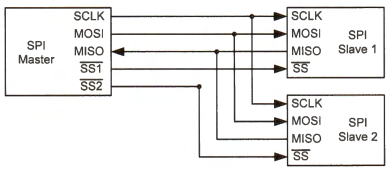 SPI
Master
SCLK
MOSI
MISO
SS1
SS2
SCLK
MOSI
MISO
SS
SPI
Slave 1
SCLK
MOSI
MISO
SS
SPI
Slave 2